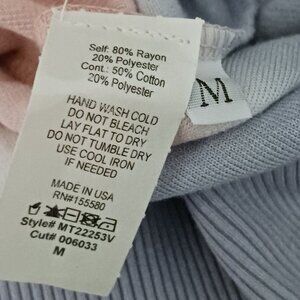 Self: 80% Rayon
20% Polyester
Cont.: 50% Cotton
20% Polyester
HAND WASH COLD
DO NOT BLEACH
LAY FLAT TO DRY
DO NOT TUMBLE DRY
USE COOL IRON
IF NEEDED
MADE IN USA
RN#155580
Style# MT22253V
Cut# 006033
M
M